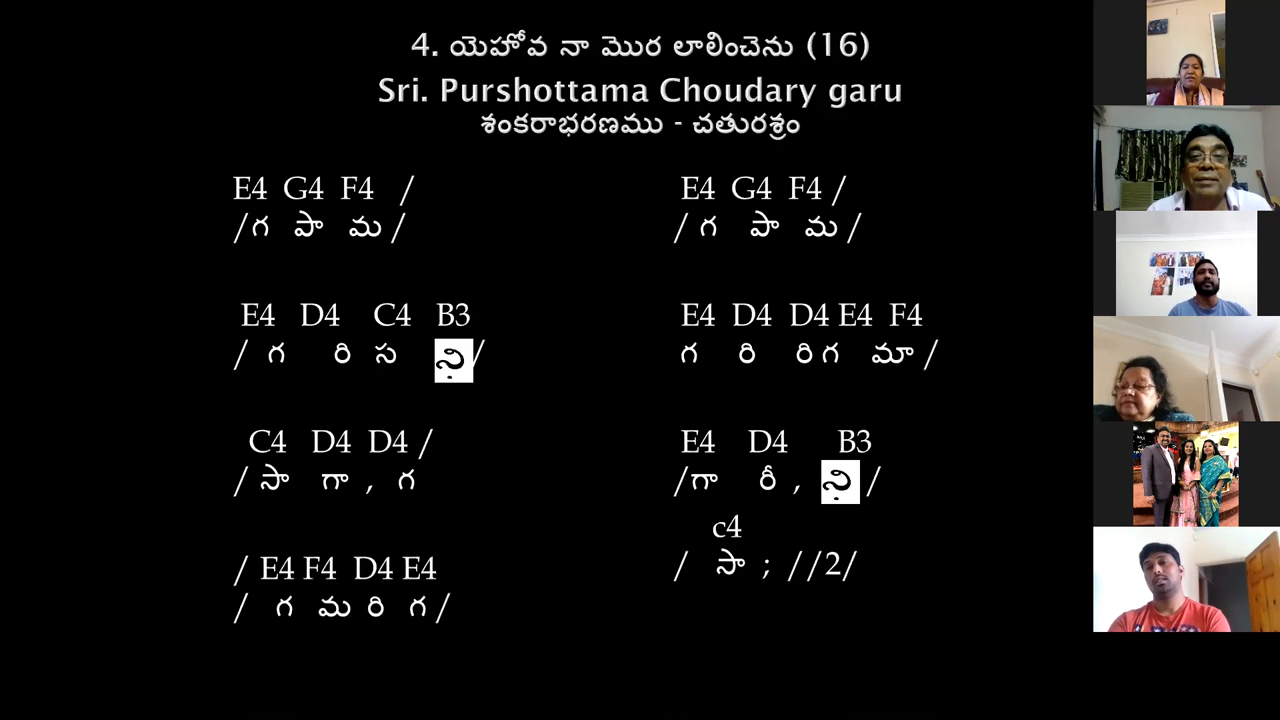 4. యెహోవ నా మొర లాలించెను (16)
Sri. Purshottama Choudary garu
శంకరాభరణము - చతురశ్రం
E4 G4 F4 /
/గ పా మ /
E4 D4 C4 B3
/ గ రి స ని /
C4 D4 D4 /
/ సా గా , గ
/ E4 F4 D4 E4
/ గ మ రి గ /
E4 G4 F4 /
/ గ పా మ /
E4 D4 D4 E4 F4
గ రి రి గ మా /
E4 D4 B3
/గా రీ , ని /
c4
/ సా ; //2/